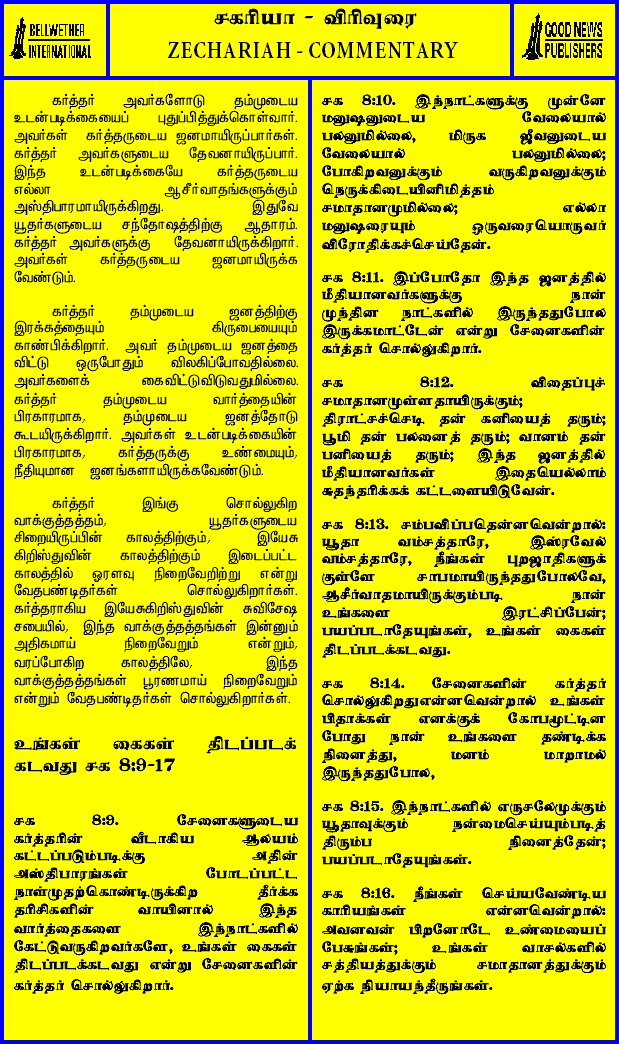 BELLWETHER
INTERNATIONAL
சகரியா - விரிவுரை
ZECHARIAH - COMMENTARY
GOOD NEWS
PUBLISHERS
கர்த்தர் அவர்களோடு தம்முடைய
உடன்படிக்கையைப் புதுப்பித்துக்கொள்வார்.
அவர்கள் கர்த்தருடைய ஜனமாயிருப்பார்கள்.
கர்த்தர் அவர்களுடைய தேவனாயிருப்பார்.
இந்த உடன்படிக்கையே கர்த்தருடைய
எல்லா ஆசீர்வாதங்களுக்கும்
அஸ்திபாரமாயிருக்கிறது. இதுவே
யூதர்களுடைய சந்தோஷத்திற்கு ஆதாரம்.
கர்த்தர் அவர்களுக்கு தேவனாயிருக்கிறார்.
அவர்கள் கர்த்தருடைய ஜனமாயிருக்க
வேண்டும்.
கர்த்தர் தம்முடைய ஜனத்திற்கு
இரக்கத்தையும் கிருபையையும்
காண்பிக்கிறார். அவர் தம்முடைய ஜனத்தை
விட்டு ஒருபோதும் விலகிப்போவதில்லை.
அவர்களைக் கைவிட்டுவிடுவதுமில்லை.
கர்த்தர் தம்முடைய வார்த்தையின்
பிரகாரமாக, தம்முடைய ஜனத்தோடு
கூடயிருக்கிறார். அவர்கள் உடன்படிக்கையின்
பிரகாரமாக, கர்த்தருக்கு உண்மையும்,
நீதியுமான ஜனங்களாயிருக்கவேண்டும்.
கர்த்தர் இங்கு சொல்லுகிற
வாக்குத்தத்தம், யூதர்களுடைய
சிறையிருப்பின் காலத்திற்கும், இயேசு
கிறிஸ்துவின் காலத்திற்கும் இடைப்பட்ட
காலத்தில் ஓரளவு நிறைவேறிற்று என்று
வேதபண்டிதர்கள் சொல்லுகிறார்கள்.
கர்த்தராகிய இயேசுகிறிஸ்துவின் சுவிசேஷ
சபையில், இந்த வாக்குத்தத்தங்கள் இன்னும்
அதிகமாய் நிறைவேறும் என்றும்,
வரப்போகிற காலத்திலே, இந்த
வாக்குத்தத்தங்கள் பூரணமாய் நிறைவேறும்
என்றும் வேதபண்டிதர்கள் சொல்லுகிறார்கள்.
உங்கள் கைகள் திடப்படக்
கடவது சக 8:9-17
சக 8:9. சேனைகளுடைய
கர்த்தரின் வீடாகிய ஆலயம்
கட்டப்படும்படிக்கு அதின்
அஸ்திபாரங்கள் போடப்பட்ட
நாள்முதற்கொண்டிருக்கிற தீர்க்க
தரிசிகளின் வாயினால் இந்த
வார்த்தைகளை இந்நாட்களில்
கேட்டுவருகிறவர்களே, உங்கள் கைகள்
திடப்படக்கடவது என்று சேனைகளின்
கர்த்தர் சொல்லுகிறார்.
சக 8:10. இந்நாட்களுக்கு முன்னே
மனுஷனுடைய வேலையால்
பலனுமில்லை, மிருக ஜீவனுடைய
வேலையால் பலனுமில்லை;
போகிறவனுக்கும் வருகிறவனுக்கும்
நெருக்கிடையினிமித்தம்
சமாதானமுமில்லை; எல்லா
மனுஷரையும் ஒருவரையொருவர்
விரோதிக்கச்செய்தேன்.
சக 8:11. இப்போதோ இந்த ஜனத்தில்
மீதியானவர்களுக்கு நான்
முந்தின நாட்களில் இருந்ததுபோல
இருக்கமாட்டேன் என்று சேனைகளின்
கர்த்தர் சொல்லுகிறார்.
சக 8:12. விதைப்புச்
சமாதானமுள்ளதாயிருக்கும்;
திராட்சச்செடி தன் கனியைத் தரும்;
பூமி தன் பலனைத் தரும்; வானம் தன்
பனியைத் தரும்; இந்த ஜனத்தில்
மீதியானவர்கள் இதையெல்லாம்
சுதந்தரிக்கக் கட்டளையிடுவேன்.
சக 8:13. சம்பவிப்பதென்னவென்றால்:
யூதா வம்சத்தாரே, இஸ்ரவேல்
வம்சத்தாரே, நீங்கள் புறஜாதிகளுக்
குள்ளே சாபமாயிருந்ததுபோலவே,
ஆசீர்வாதமாயிருக்கும்படி நான்
உங்களை இரட்சிப்பேன்;
பயப்படாதேயுங்கள், உங்கள் கைகள்
திடப்படக்கடவது.
சக 8:14. சேனைகளின் கர்த்தர்
சொல்லுகிறதுஎன்னவென்றால் உங்கள்
பிதாக்கள் எனக்குக் கோபமூட்டின
போது நான் உங்களை தண்டிக்க
நினைத்து, மனம் மாறாமல்
இருந்ததுபோல,
சக 8:15. இந்நாட்களில் எருசலேமுக்கும்
யூதாவுக்கும் நன்மைசெய்யும்படித்
திரும்ப நினைத்தேன்;
பயப்படாதேயுங்கள்.
சக 8:16. நீங்கள் செய்யவேண்டிய
காரியங்கள் என்னவென்றால்:
அவனவன் பிறனோடே உண்மையைப்
பேசுங்கள்; உங்கள் வாசல்களில்
சத்தியத்துக்கும் சமாதானத்துக்கும்
ஏற்க நியாயந்தீருங்கள்.